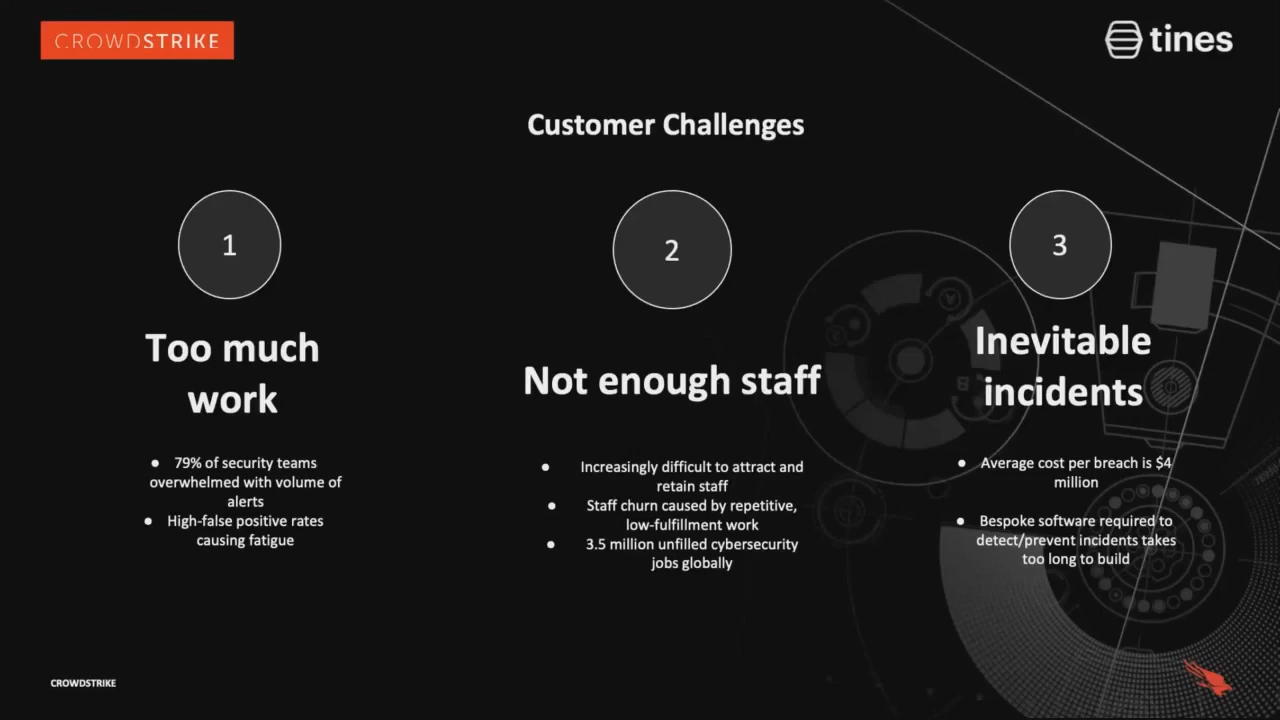 CROWDSTRIKE
tines
Customer Challenges
1
Too much
work
● 79% of security teams
overwhelmed with volume of
alerts
● High-false positive rates
causing fatigue
2
Not enough staff
● Increasingly difficult to attract and
retain staff
● Staff churn caused by repetitive,
low-fulfillment work
● 3.5 million unfilled cybersecurity
jobs globally
3
Inevitable
incidents
● Average cost per breach is $4
million
● Bespoke software required to
detect/prevent incidents takes
too long to build
CROWDSTRIKE